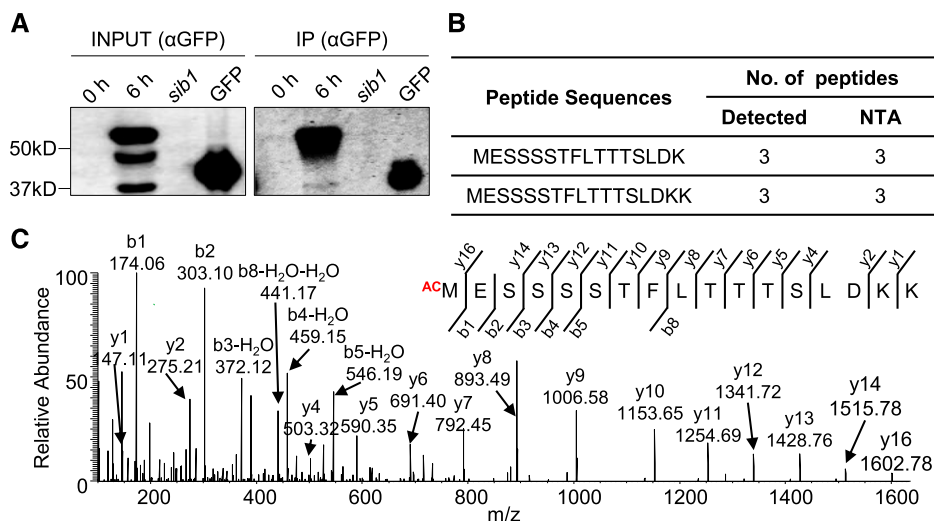 A
INPUT (αGFP)
IP (αGFP)
0 h
6 h
sib1
GFP
0 h
6 h
sib1
GFP
50kD
37kD
B
Peptide Sequences
No. of peptides
Detected
NTA
MESSSSTFLTTTSLDK
3
3
MESSSSTFLTTTSLDKK
3
3
C
Relative Abundance
100
50
0
200
400
600
800
1000
1200
1400
1600
m/z
y1
47.11
b1
174.06
y2
275.21
b2
303.10
b3-H2O
372.12
b8-H2O-H2O
441.17
b4-H2O
459.15
y4
503.32
b5-H2O
546.19
y5
590.35
y6
691.40
y7
792.45
y8
893.49
y9
1006.58
y10
1153.65
y11
1254.69
y12
1341.72
y13
1428.76
y14
1515.78
y16
1602.78
y16
y14
y13
y12
y11
y10
y9
y8
y7
y6
y5
y4
y2
y1
AC M E S S S S T F L T T T S L D K K
b1
b2
b3
b4
b5
b8